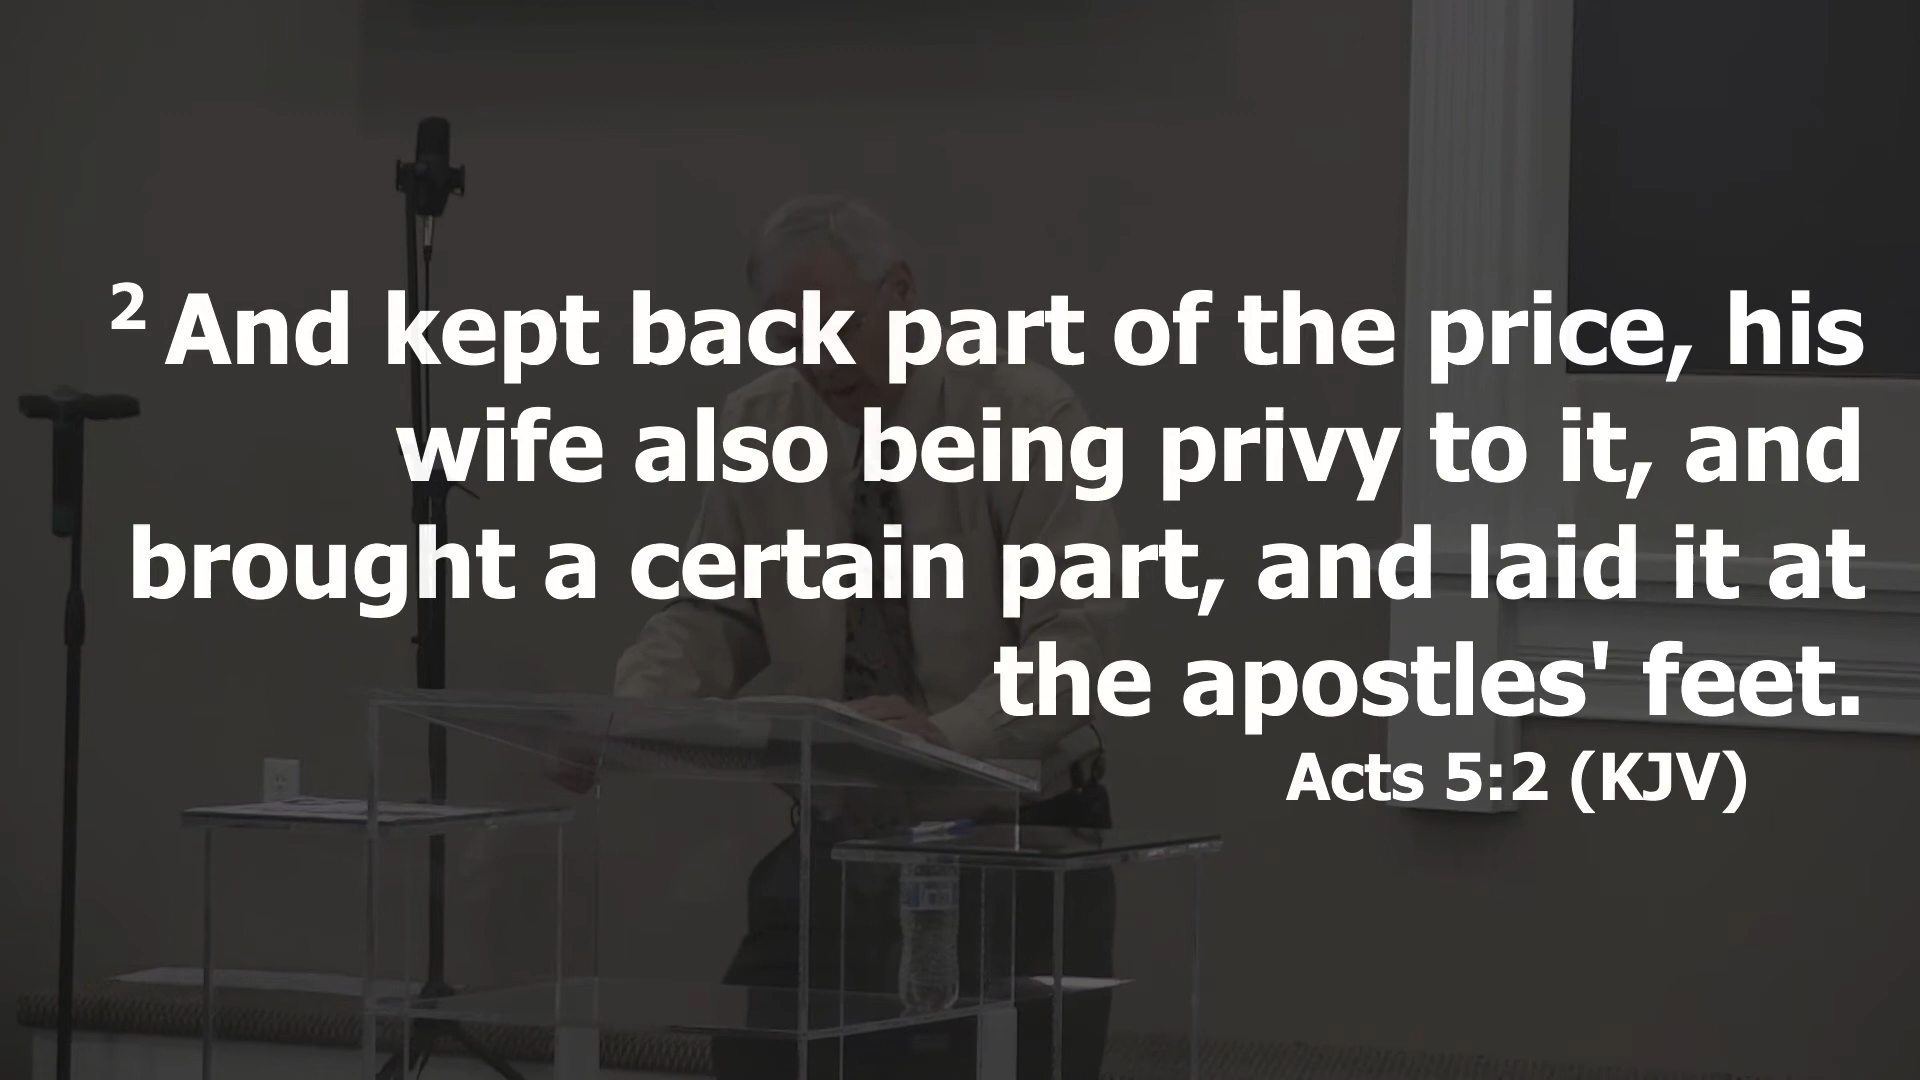 2 And kept back part of the price, his
wife also being privy to it, and
brought a certain part, and laid it at
the apostles' feet.
Acts 5:2 (KJV)